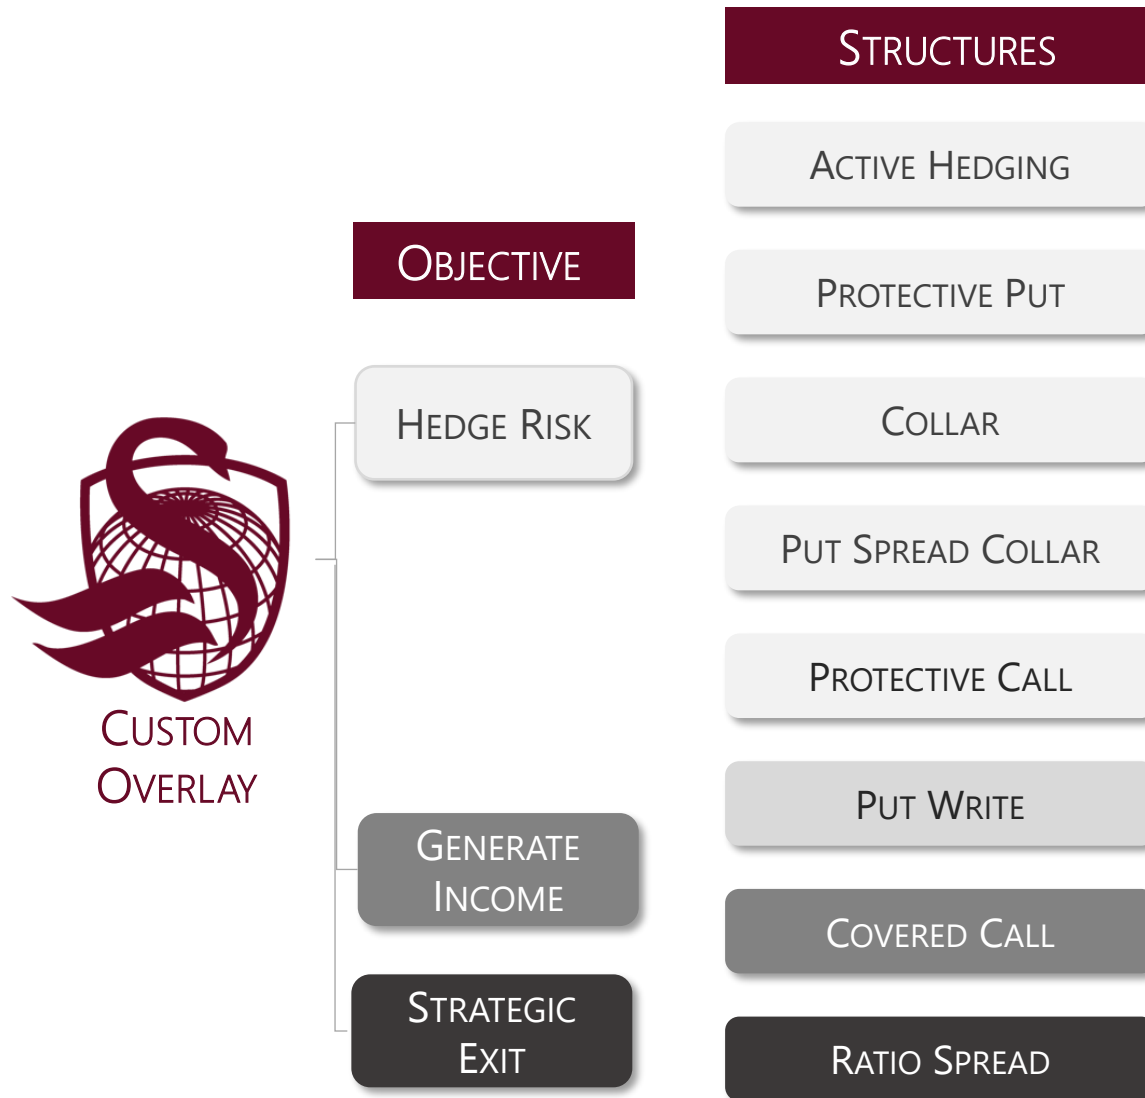 STRUCTURES
ACTIVE HEDGING
OBJECTIVE
PROTECTIVE PUT
HEDGE RISK
COLLAR
PUT SPREAD COLLAR
PROTECTIVE CALL
CUSTOM
OVERLAY
PUT WRITE
GENERATE
INCOME
COVERED CALL
STRATEGIC
EXIT
RATIO SPREAD